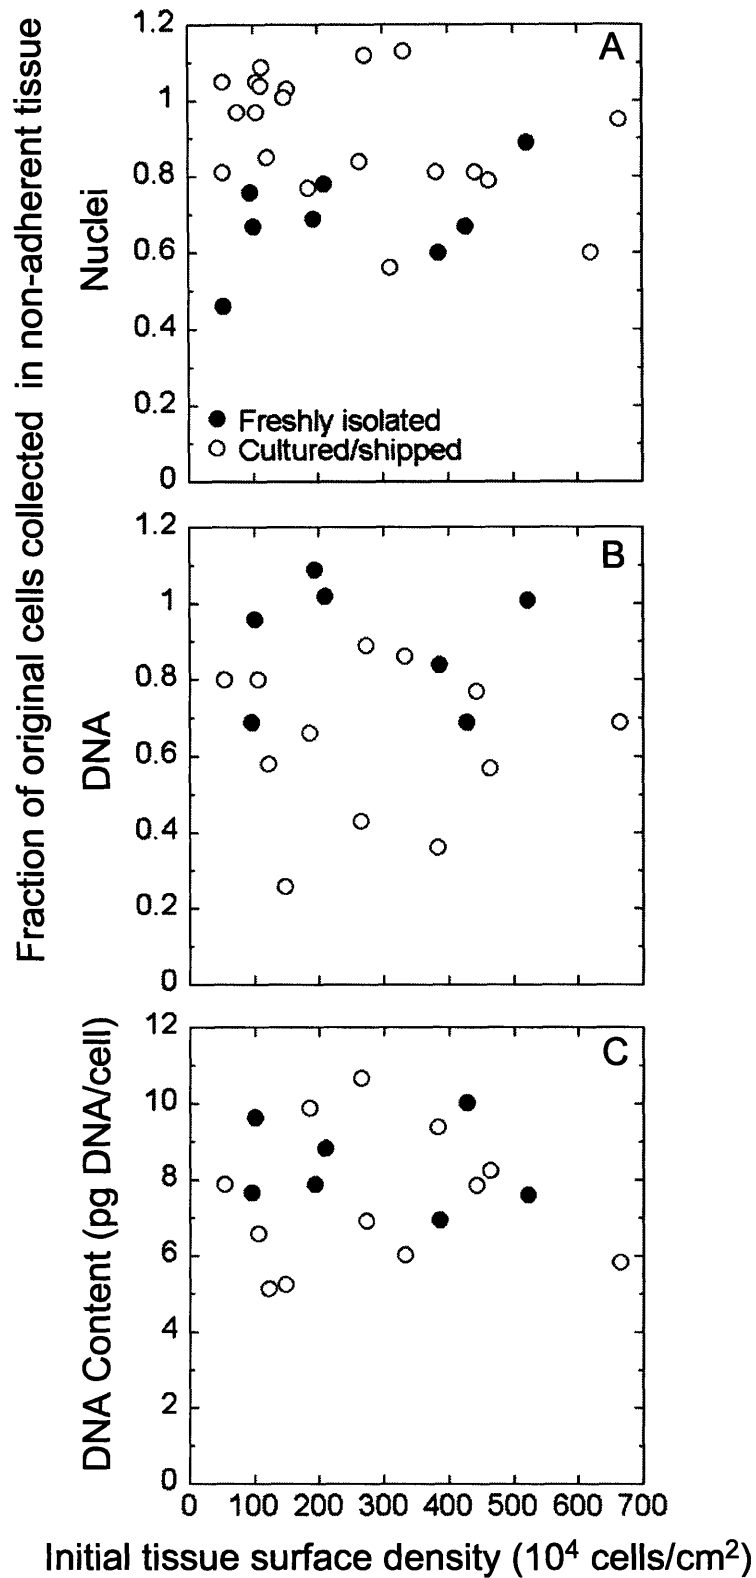 Fraction of original cells collected in non-adherent tissue
Nuclei
1.2
1
0.8
0.6
0.4
0.2
0
A
Freshly isolated
Cultured/shipped
DNA
1.2
1
0.8
0.6
0.4
0.2
0
B
DNA Content (pg DNA/cell)
12
10
8
6
4
2
0
C
0 100 200 300 400 500 600 700
Initial tissue surface density (10⁴ cells/cm²)